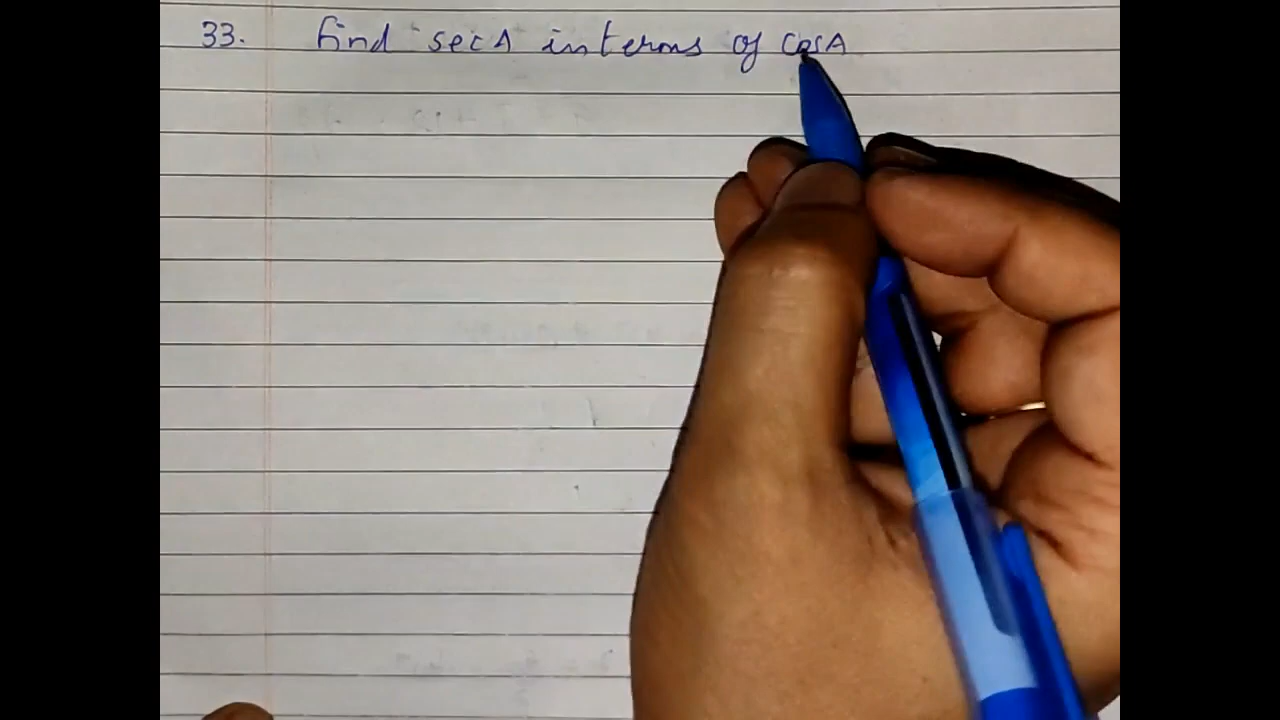 33. Find secA interms of CosA